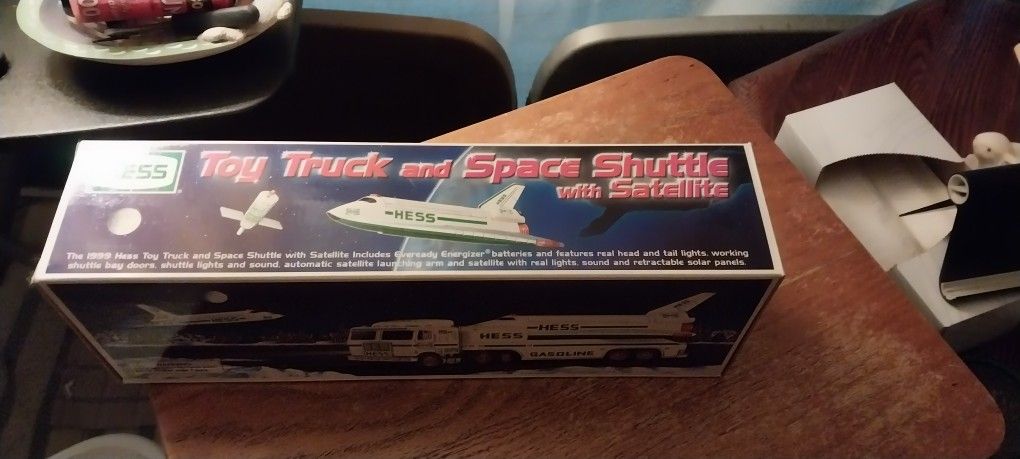 HESS
Toy Truck and Space Shuttle
with Satellite
HESS
The 1999 Hess Toy Truck and Space Shuttle with Satellite Includes Eveready Energizer® batteries and features real head and tail lights, working
shuttle bay doors, shuttle lights and sound, automatic satellite launching arm and satellite with real lights, sound and retractable solar panels.
HESS
HESS
HESS
GASOLINE